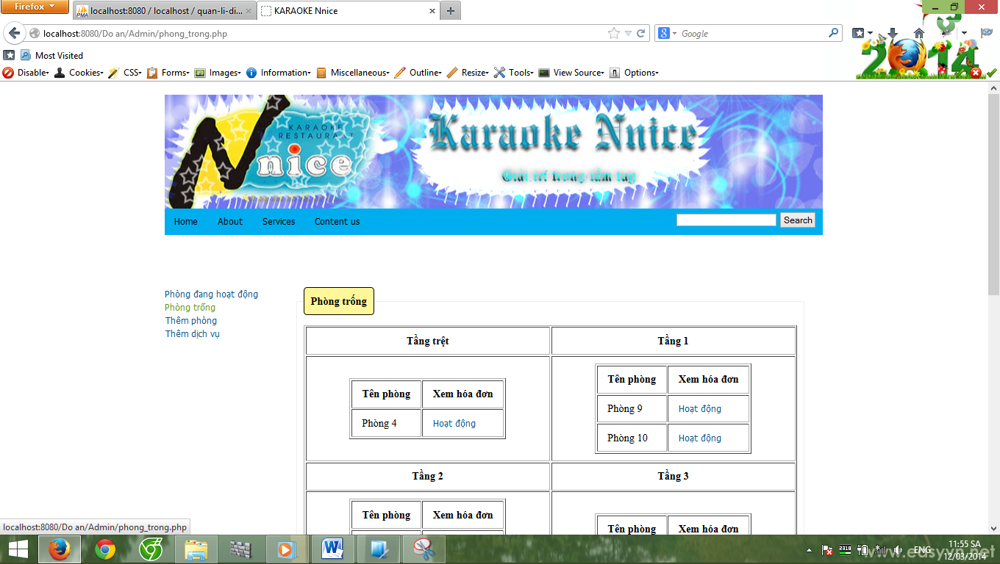 Firefox
localhost:8080 / localhost / quan-li-di...
KARAOKE Nnice
localhost:8080/Do an/Admin/phong_trong.php
Google
Most Visited
Disable Cookies CSS Forms Images Information Miscellaneous Outline Resize Tools View Source Options
2014
KARAOKE
RESTAURANT
Nnice
Karaoke Nnice
Giải trí trong tầm tay
Home About Services Content us Search
Phòng đang hoạt động
Phòng trống
Thêm phòng
Thêm dịch vụ
Phòng trống
Tầng trệt Tầng 1
Tên phòng Xem hóa đơn
Phòng 4 Hoạt động
Tên phòng Xem hóa đơn
Phòng 9 Hoạt động
Phòng 10 Hoạt động
Tầng 2 Tầng 3
Tên phòng Xem hóa đơn
Tên phòng Xem hóa đơn
localhost:8080/Do an/Admin/phong_trong.php
2318
ENG
11:55 SA
12/03/2014
www.easyvn.net